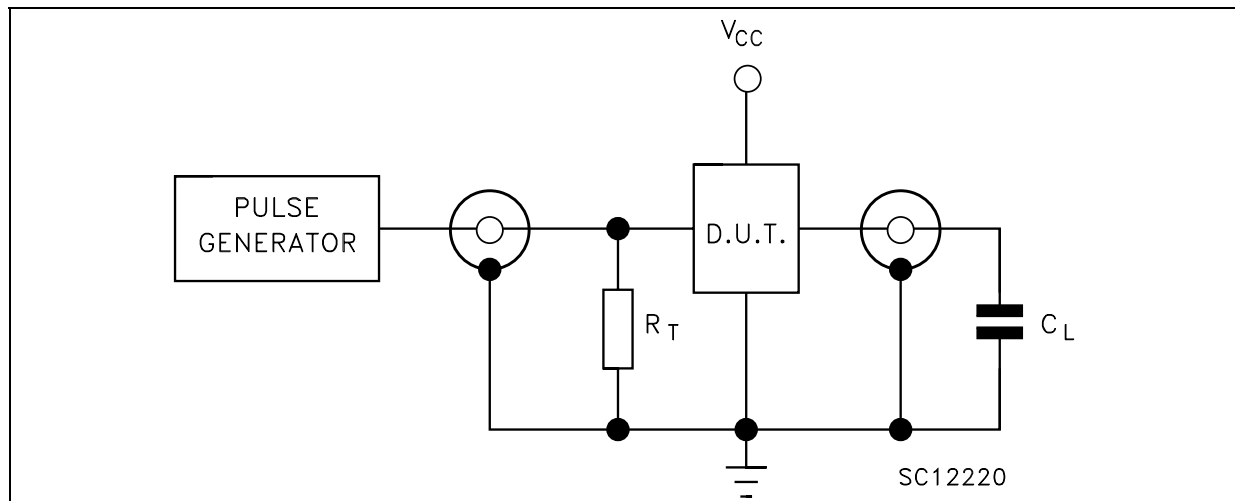 VCC
PULSE
GENERATOR
D.U.T.
RT
CL
SC12220